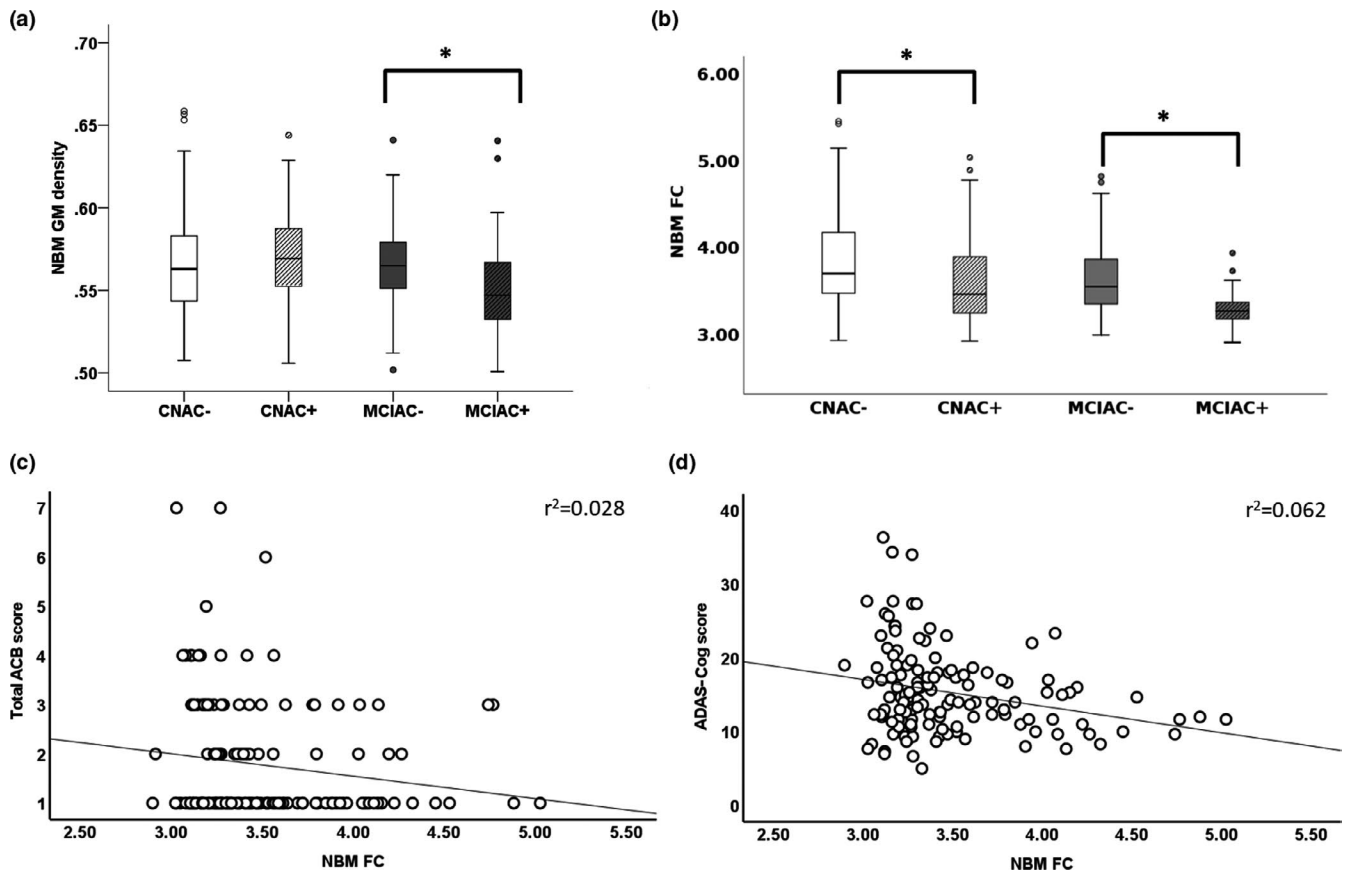 (a)
.70
.65
.60
.55
.50
NBM GM density
*
CNAC- CNAC+ MCIAC- MCIAC+
(b)
6.00
5.00
4.00
3.00
NBM FC
*
*
CNAC- CNAC+ MCIAC- MCIAC+
(c)
r²=0.028
7
6
5
4
3
2
1
Total ACB score
2.50 3.00 3.50 4.00 4.50 5.00 5.50
NBM FC
(d)
r²=0.062
40
30
20
10
0
ADAS-Cog score
2.50 3.00 3.50 4.00 4.50 5.00 5.50
NBM FC